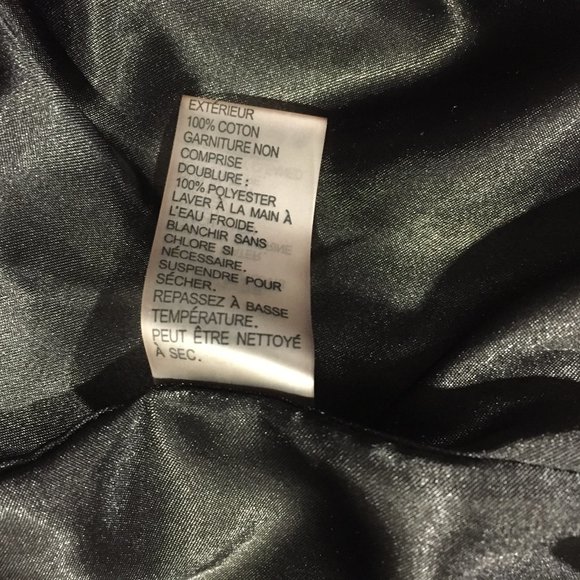 EXTÉRIEUR
100% COTON
GARNITURE NON
COMPRISE
DOUBLURE :
100% POLYESTER
LAVER À LA MAIN À
L'EAU FROIDE.
BLANCHIR SANS
CHLORE SI
NÉCESSAIRE.
SUSPENDRE POUR
SÉCHER.
REPASSEZ À BASSE
TEMPÉRATURE.
PEUT ÊTRE NETTOYÉ
À SEC.